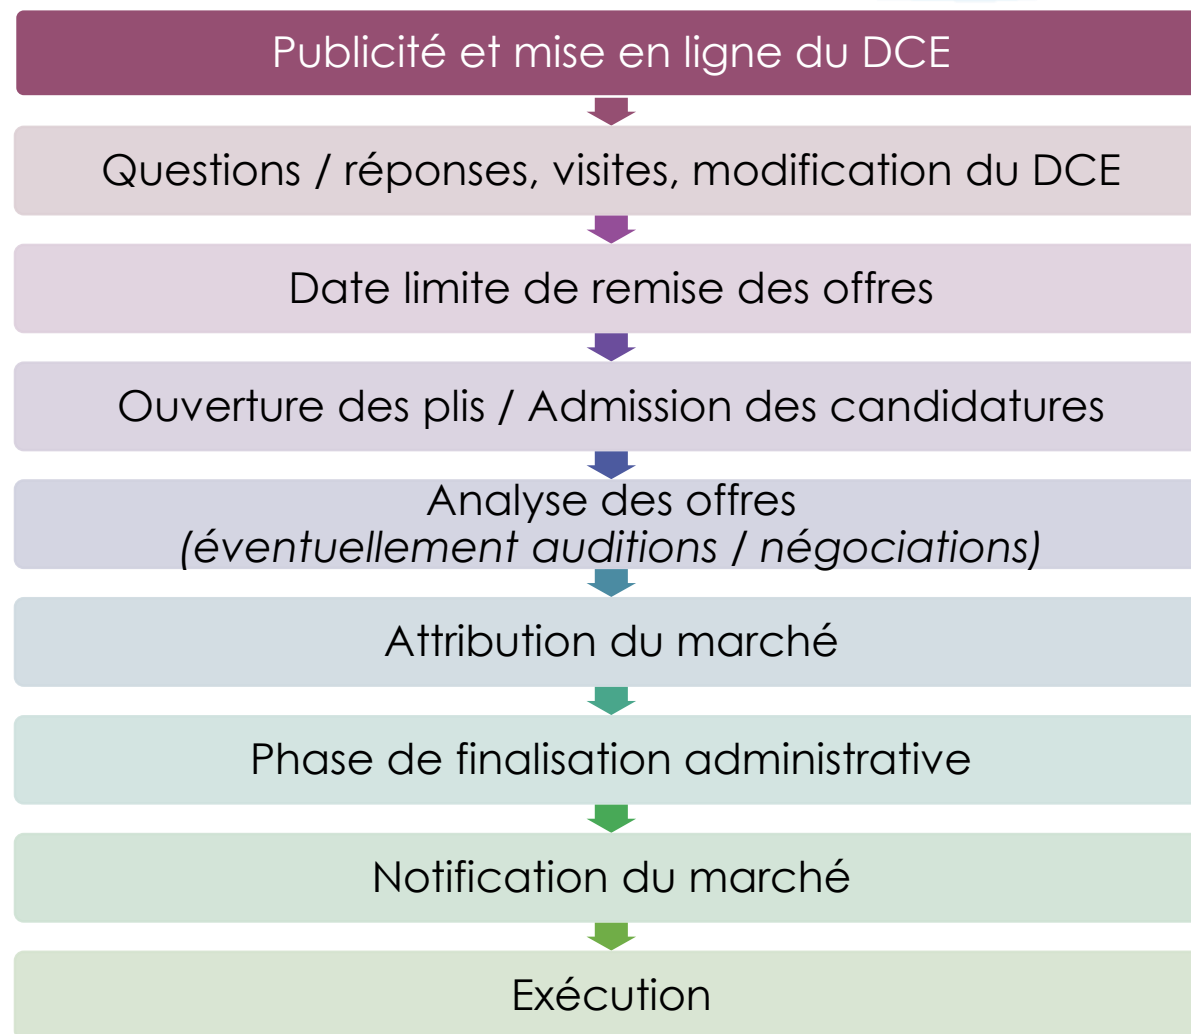 Publicité et mise en ligne du DCE
Questions / réponses, visites, modification du DCE
Date limite de remise des offres
Ouverture des plis / Admission des candidatures
Analyse des offres
(éventuellement auditions / négociations)
Attribution du marché
Phase de finalisation administrative
Notification du marché
Exécution